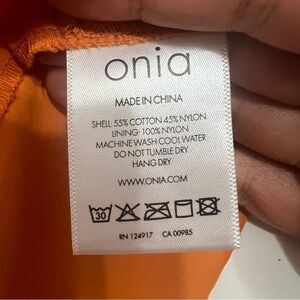 onia
MADE IN CHINA
SHELL: 55% COTTON 45% NYLON
LINING: 100% NYLON
MACHINE WASH COOL WATER
DO NOT TUMBLE DRY
HANG DRY
WWW.ONIA.COM
30
RN 124917 CA 00985